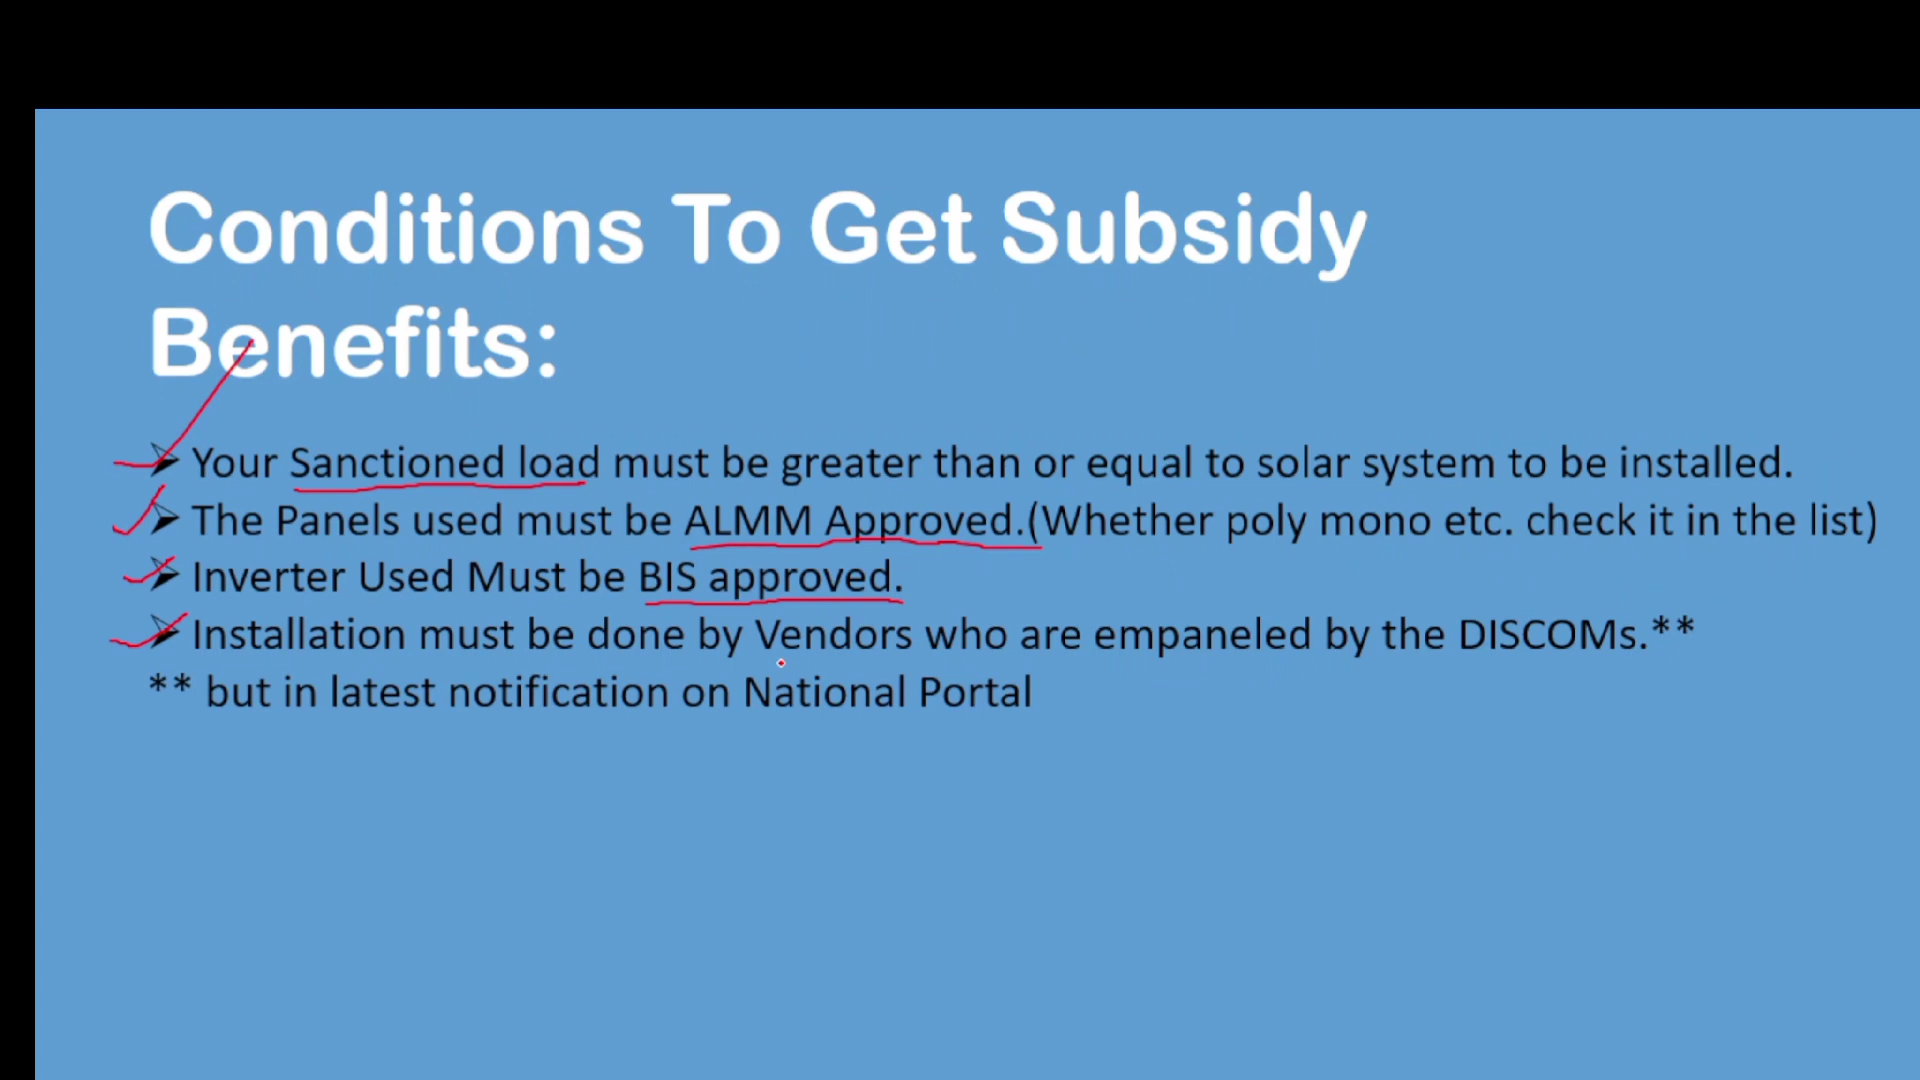 Conditions To Get Subsidy
Benefits:
➢ Your Sanctioned load must be greater than or equal to solar system to be installed.
➢ The Panels used must be ALMM Approved.(Whether poly mono etc. check it in the list)
➢ Inverter Used Must be BIS approved.
➢ Installation must be done by Vendors who are empaneled by the DISCOMs.**
** but in latest notification on National Portal